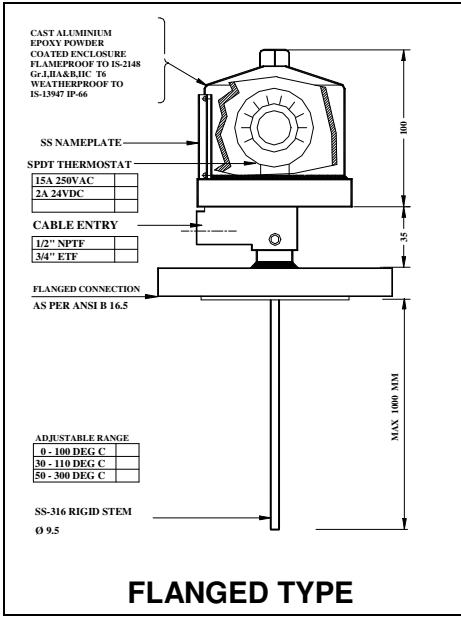 CAST ALUMINIUM
EPOXY POWDER
COATED ENCLOSURE
FLAMEPROOF TO IS-2148
Gr.I,IIA&B,IIC T6
WEATHERPROOF TO
IS-13947 IP-66
SS NAMEPLATE
SPDT THERMOSTAT
15A 250VAC
2A 24VDC
CABLE ENTRY
1/2" NPTF
3/4" ETF
FLANGED CONNECTION
AS PER ANSI B 16.5
100
35
MAX 1000 MM
ADJUSTABLE RANGE
0 - 100 DEG C
30 - 110 DEG C
50 - 300 DEG C
SS-316 RIGID STEM
Ø 9.5
FLANGED TYPE